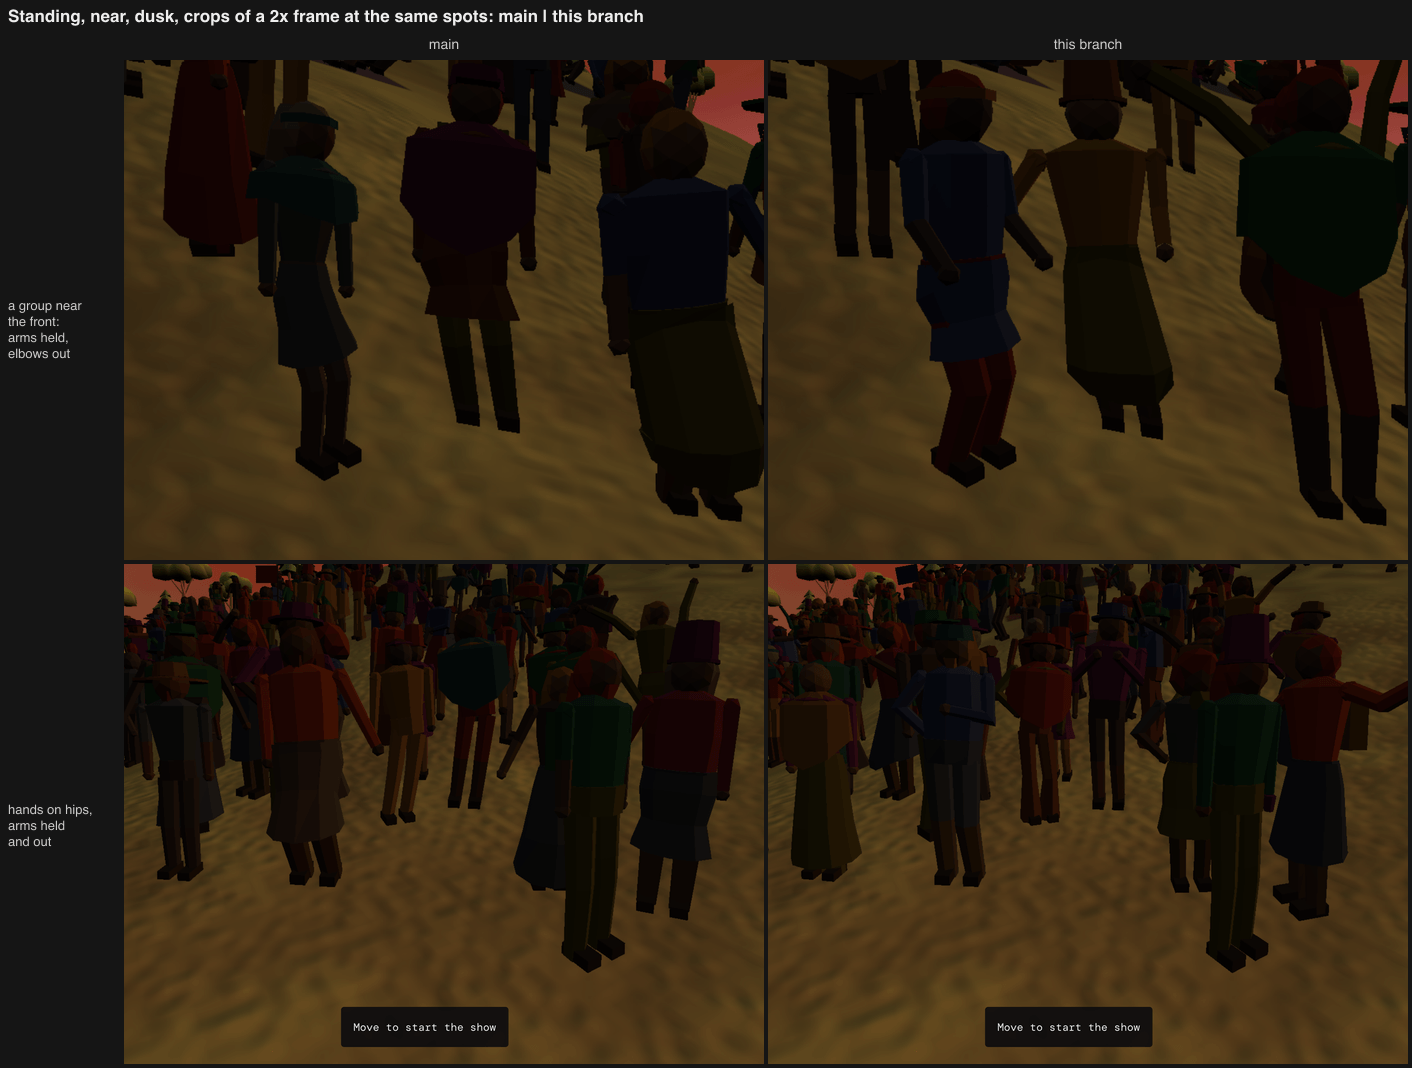 Standing, near, dusk, crops of a 2x frame at the same spots: main | this branch
main
this branch
a group near
the front:
arms held,
elbows out
hands on hips,
arms held
and out
Move to start the show
Move to start the show